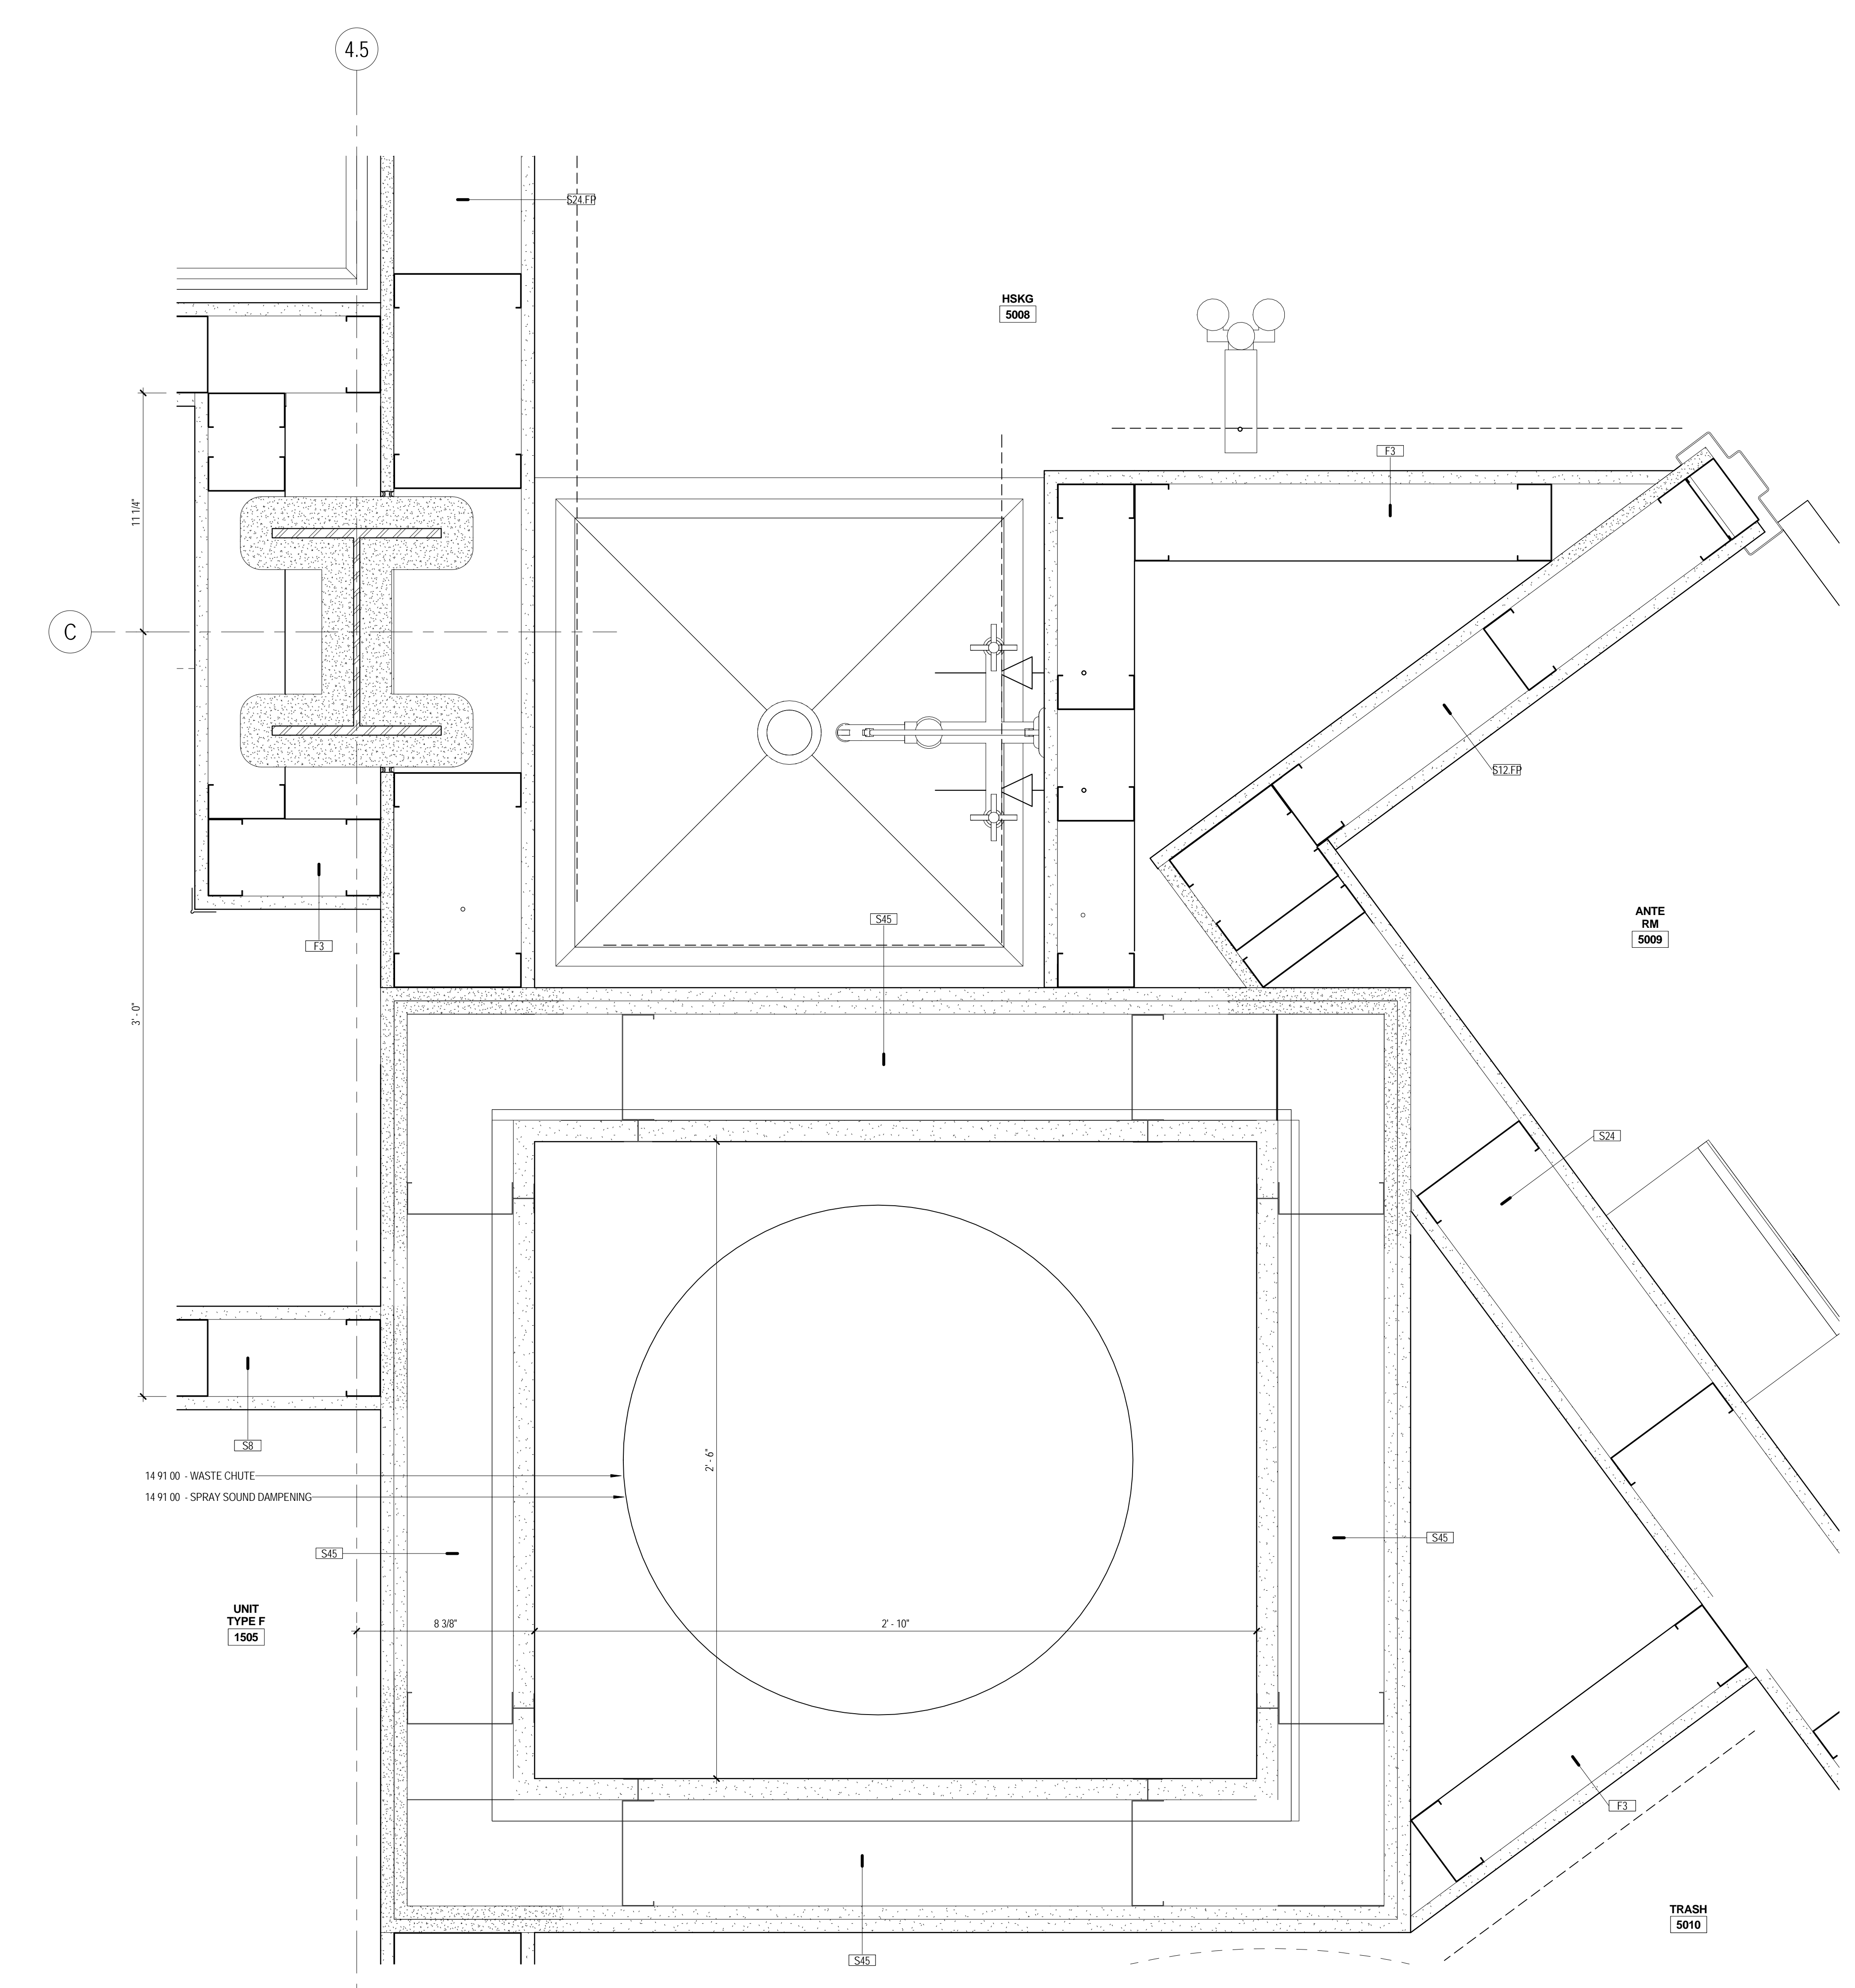 4.5
S24.FP
HSKG
5008
F3
11 1/4"
C
S12.FP
S45
ANTE
RM
5009
F3
3' - 0"
S24
S8
2' - 6"
14 91 00 - WASTE CHUTE
14 91 00 - SPRAY SOUND DAMPENING
S45
S45
UNIT
TYPE F
1505
8 3/8"
2' - 10"
F3
TRASH
5010
S45